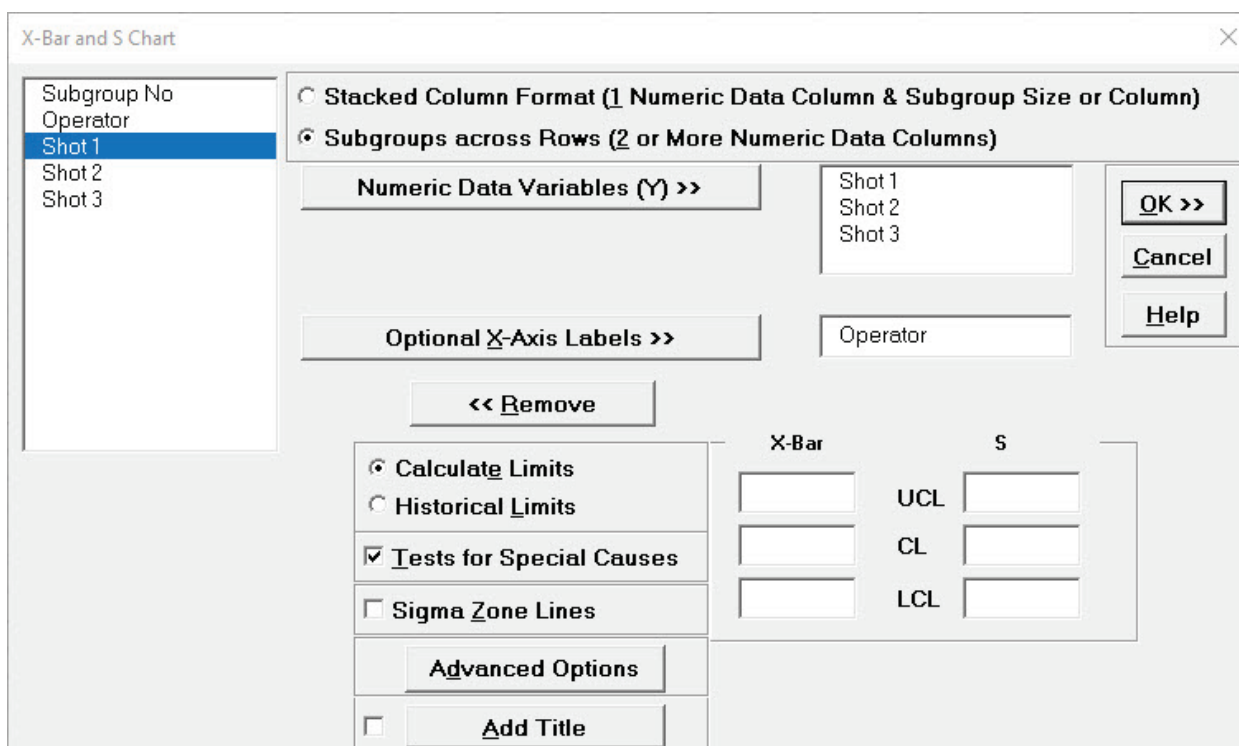 X-Bar and S Chart
Subgroup No
Operator
Shot 1
Shot 2
Shot 3
Stacked Column Format (1 Numeric Data Column & Subgroup Size or Column)
Subgroups across Rows (2 or More Numeric Data Columns)
Numeric Data Variables (Y) >>
Shot 1
Shot 2
Shot 3
OK >>
Cancel
Help
Optional X-Axis Labels >>
Operator
<< Remove
Calculate Limits
Historical Limits
Tests for Special Causes
Sigma Zone Lines
Advanced Options
Add Title
X-Bar S
UCL
CL
LCL